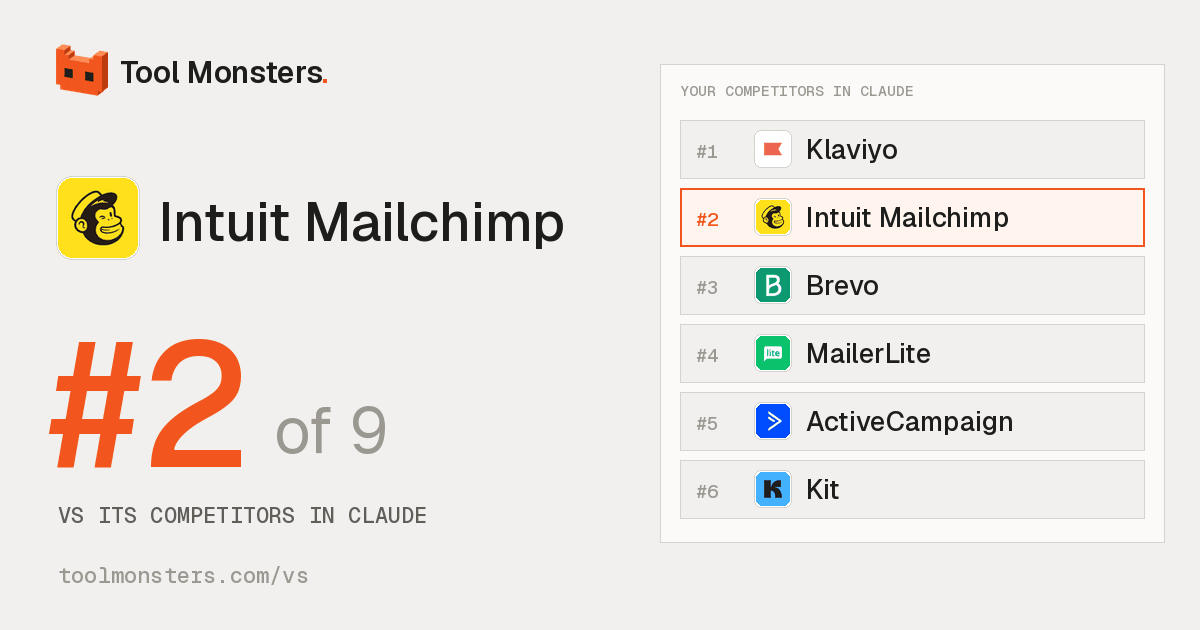 Tool Monsters.
Intuit Mailchimp
#2 of 9
VS ITS COMPETITORS IN CLAUDE
toolmonsters.com/vs
YOUR COMPETITORS IN CLAUDE
#1 Klaviyo
#2 Intuit Mailchimp
#3 B Brevo
#4 lite MailerLite
#5 ActiveCampaign
#6 K Kit